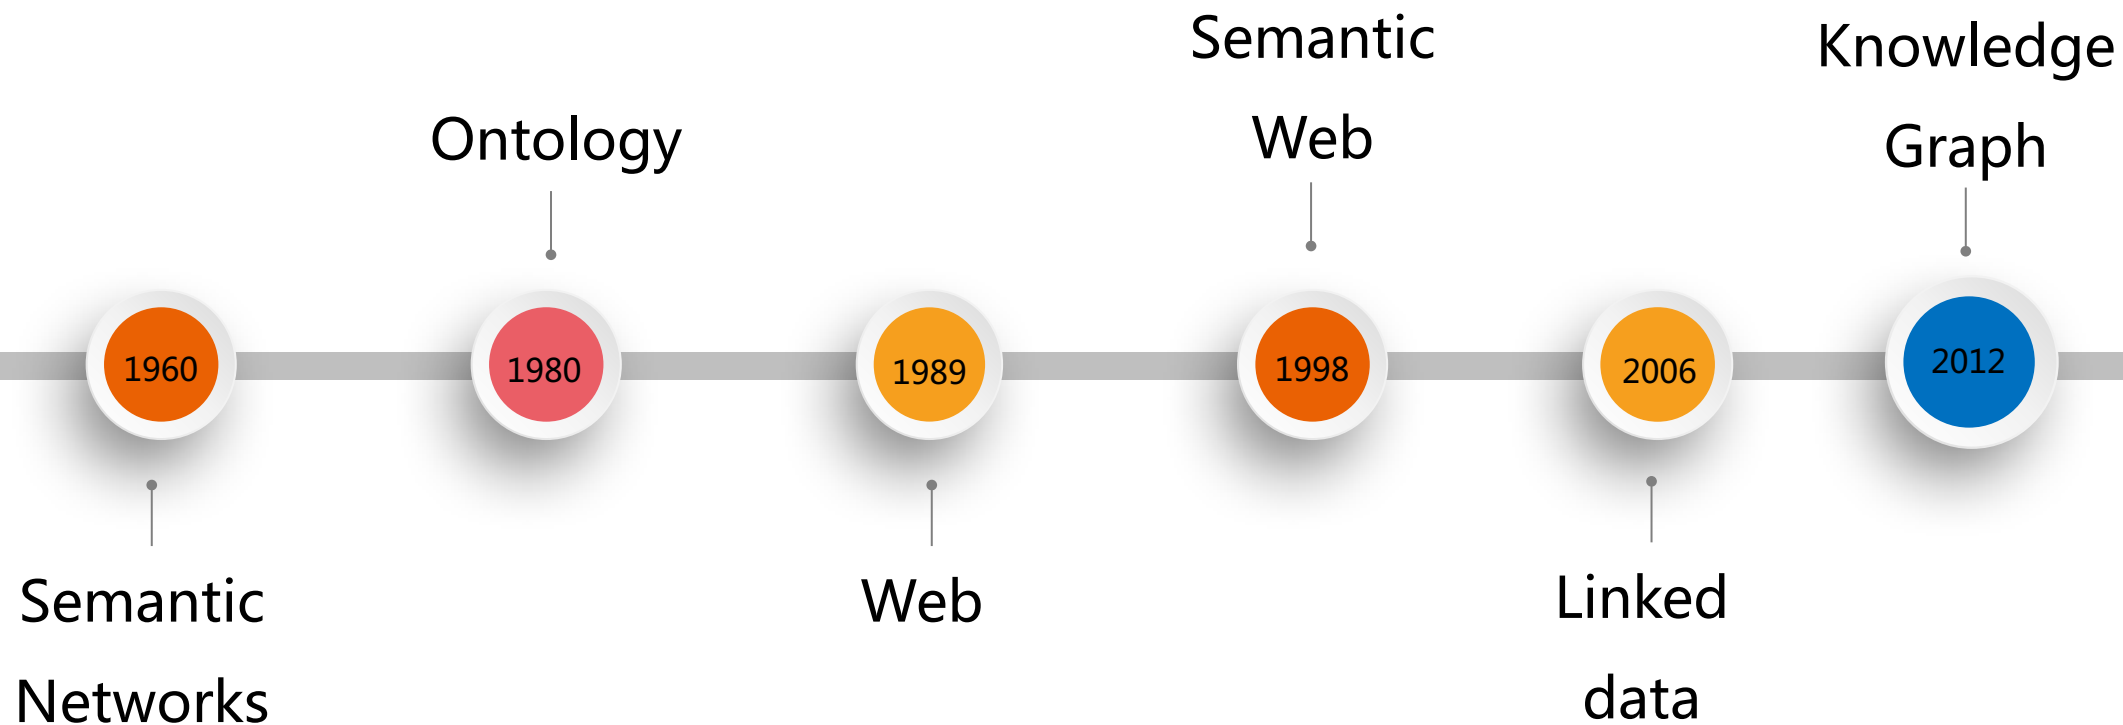 Semantic
Web
Knowledge
Graph
Ontology
1960
1980
1989
1998
2006
2012
Semantic
Networks
Web
Linked
data